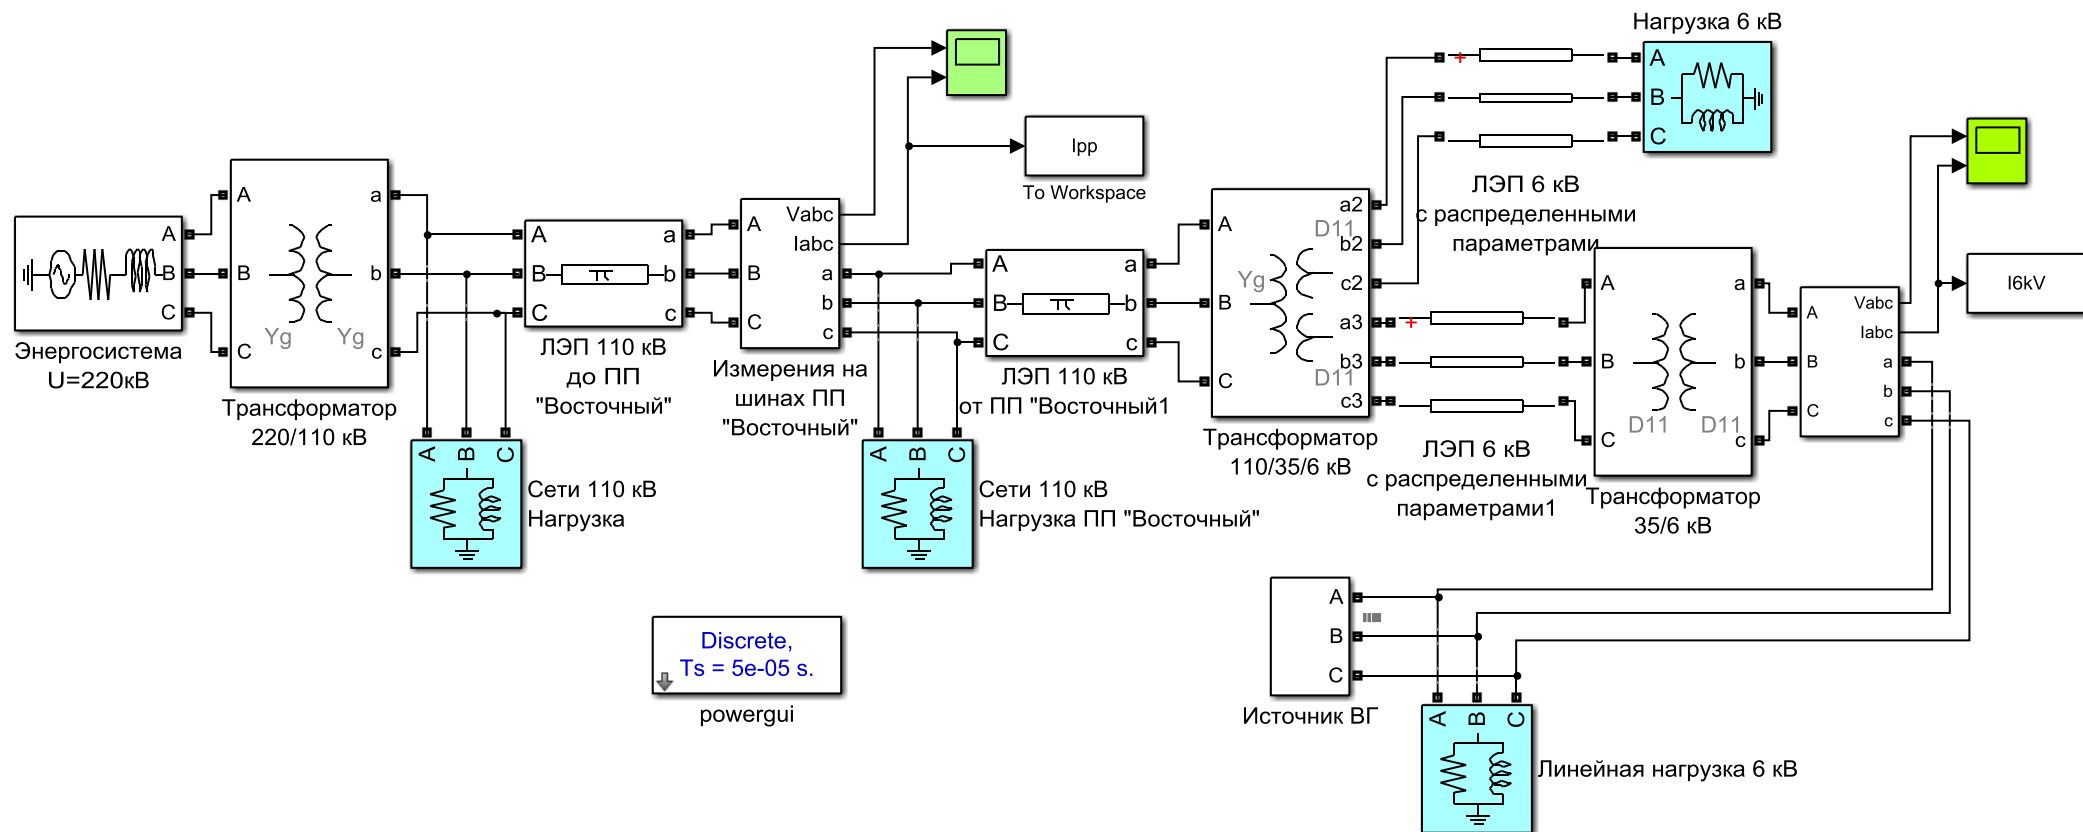 Нагрузка 6 кВ
A
B
C
Ipp
To Workspace
ЛЭП 6 кВ
с распределенными
параметрами
A
B
C
Энергосистема
U=220кВ
A
B
C
a
b
c
Yg
Yg
Трансформатор
220/110 кВ
A
B
C
a
b
c
ЛЭП 110 кВ
до ПП
"Восточный"
A
B
C
Vabc
Iabc
a
b
c
Измерения на
шинах ПП
"Восточный"
A
B
C
a
b
c
ЛЭП 110 кВ
от ПП "Восточный1
A
B
C
Yg
D11
D11
a2
b2
c2
a3
b3
c3
Трансформатор
110/35/6 кВ
ЛЭП 6 кВ
с распределенными
параметрами1
A
B
C
D11
D11
a
b
c
Трансформатор
35/6 кВ
A
B
C
Vabc
Iabc
a
b
c
I6kV
A
B
C
Сети 110 кВ
Нагрузка
A
B
C
Сети 110 кВ
Нагрузка ПП "Восточный"
Discrete,
Ts = 5e-05 s.
powergui
A
B
C
Источник ВГ
A
B
C
Линейная нагрузка 6 кВ